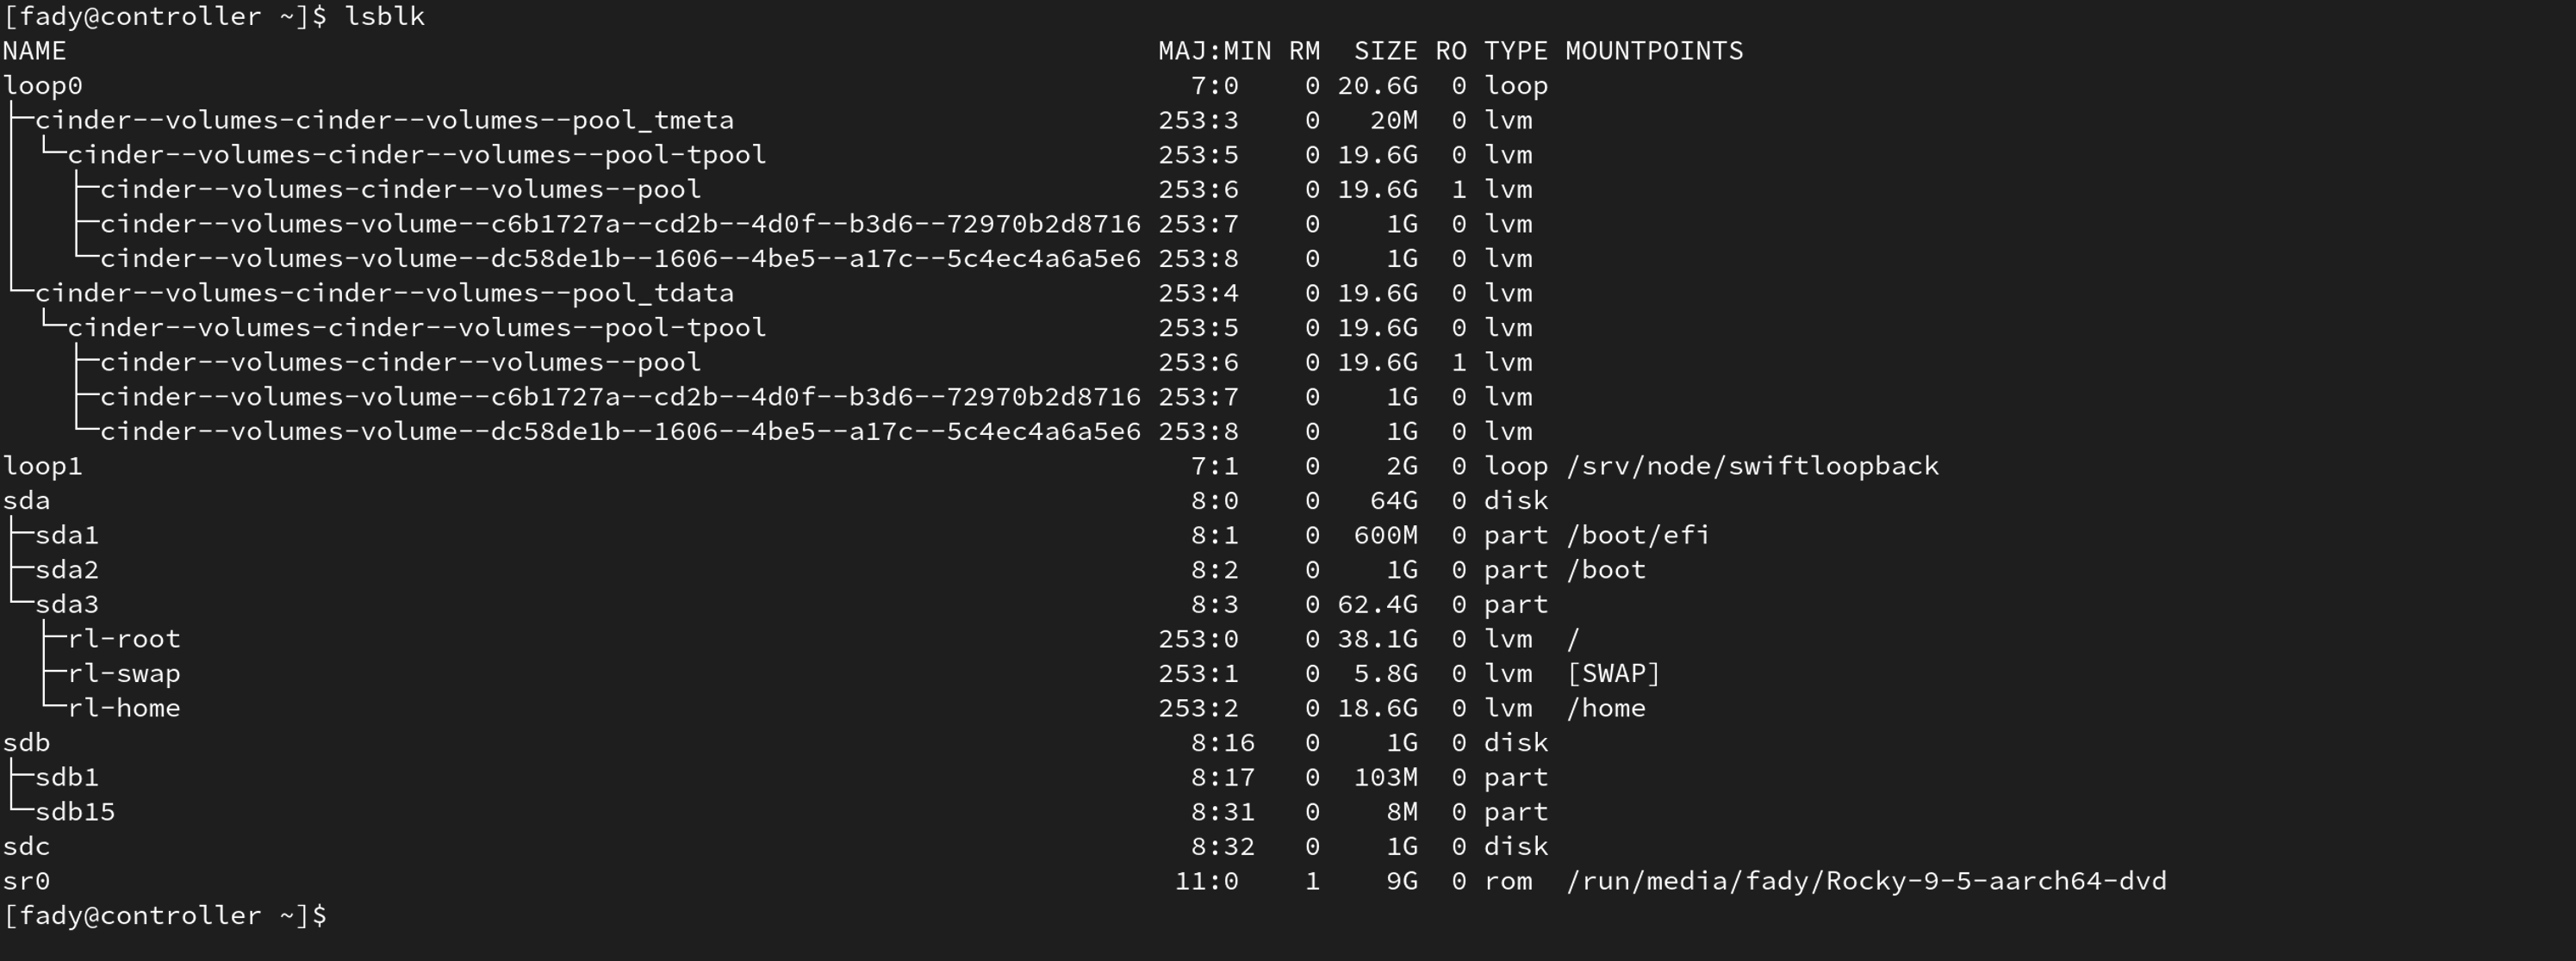 [fady@controller ~]$ lsblk
NAME                                                                  MAJ:MIN RM  SIZE RO TYPE MOUNTPOINTS
loop0                                                                   7:0    0 20.6G  0 loop
├─cinder--volumes-cinder--volumes--pool_tmeta                         253:3    0   20M  0 lvm
│ └─cinder--volumes-cinder--volumes--pool-tpool                       253:5    0 19.6G  0 lvm
│   ├─cinder--volumes-cinder--volumes--pool                           253:6    0 19.6G  1 lvm
│   ├─cinder--volumes-volume--c6b1727a--cd2b--4d0f--b3d6--72970b2d8716 253:7    0    1G  0 lvm
│   └─cinder--volumes-volume--dc58de1b--1606--4be5--a17c--5c4ec4a6a5e6 253:8    0    1G  0 lvm
└─cinder--volumes-cinder--volumes--pool_tdata                         253:4    0 19.6G  0 lvm
  └─cinder--volumes-cinder--volumes--pool-tpool                       253:5    0 19.6G  0 lvm
    ├─cinder--volumes-cinder--volumes--pool                           253:6    0 19.6G  1 lvm
    ├─cinder--volumes-volume--c6b1727a--cd2b--4d0f--b3d6--72970b2d8716 253:7    0    1G  0 lvm
    └─cinder--volumes-volume--dc58de1b--1606--4be5--a17c--5c4ec4a6a5e6 253:8    0    1G  0 lvm
loop1                                                                   7:1    0    2G  0 loop /srv/node/swiftloopback
sda                                                                     8:0    0   64G  0 disk
├─sda1                                                                  8:1    0  600M  0 part /boot/efi
├─sda2                                                                  8:2    0    1G  0 part /boot
└─sda3                                                                  8:3    0 62.4G  0 part
  ├─rl-root                                                           253:0    0 38.1G  0 lvm  /
  ├─rl-swap                                                           253:1    0  5.8G  0 lvm  [SWAP]
  └─rl-home                                                           253:2    0 18.6G  0 lvm  /home
sdb                                                                     8:16   0    1G  0 disk
├─sdb1                                                                  8:17   0  103M  0 part
└─sdb15                                                                 8:31   0    8M  0 part
sdc                                                                     8:32   0    1G  0 disk
sr0                                                                    11:0    1    9G  0 rom  /run/media/fady/Rocky-9-5-aarch64-dvd
[fady@controller ~]$